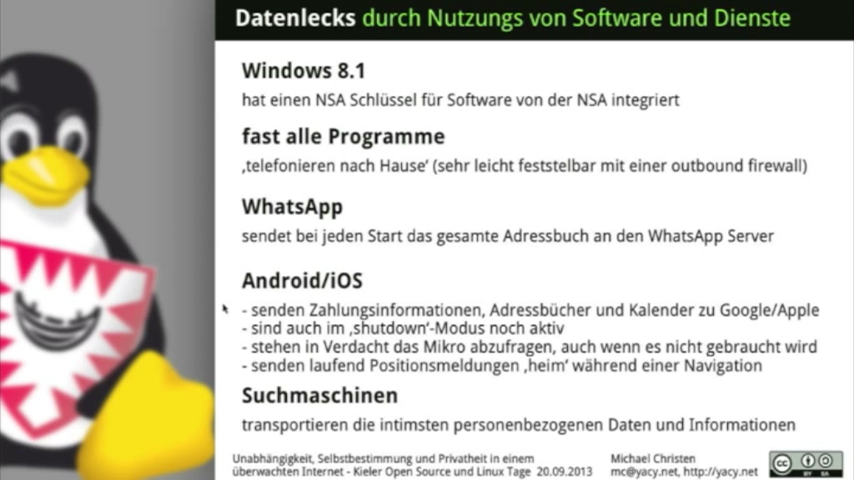 Datenlecks durch Nutzungs von Software und Dienste
Windows 8.1
hat einen NSA Schlüssel für Software von der NSA integriert
fast alle Programme
‚telefonieren nach Hause‘ (sehr leicht feststelbar mit einer outbound firewall)
WhatsApp
sendet bei jeden Start das gesamte Adressbuch an den WhatsApp Server
Android/iOS
- senden Zahlungsinformationen, Adressbücher und Kalender zu Google/Apple
- sind auch im ‚shutdown‘-Modus noch aktiv
- stehen in Verdacht das Mikro abzufragen, auch wenn es nicht gebraucht wird
- senden laufend Positionsmeldungen ‚heim‘ während einer Navigation
Suchmaschinen
transportieren die intimsten personenbezogenen Daten und Informationen
Unabhängigkeit, Selbstbestimmung und Privatheit in einem
überwachten Internet - Kieler Open Source und Linux Tage 20.09.2013
Michael Christen
mc@yacy.net, http://yacy.net
cc
BY SA